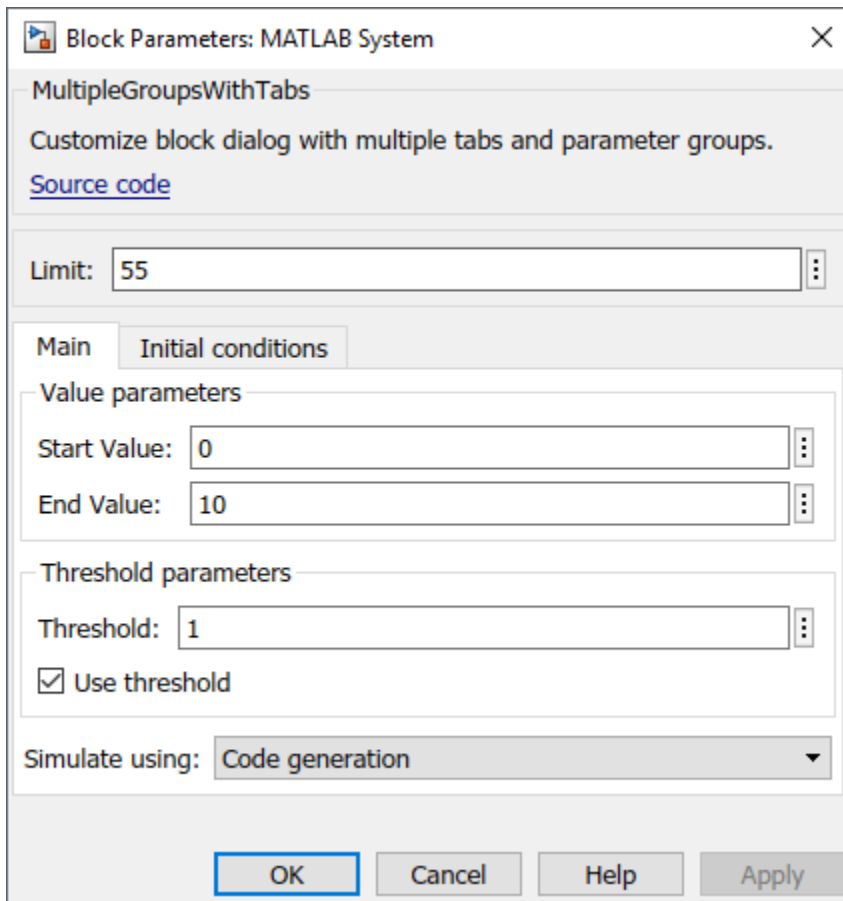 Block Parameters: MATLAB System
MultipleGroupsWithTabs
Customize block dialog with multiple tabs and parameter groups.
Source code
Limit: 55
Main Initial conditions
Value parameters
Start Value: 0
End Value: 10
Threshold parameters
Threshold: 1
Use threshold
Simulate using: Code generation
OK Cancel Help Apply